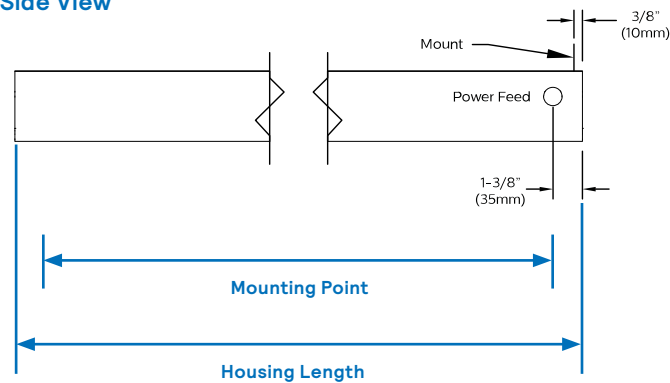 Side View
3/8"
(10mm)
Mount
Power Feed
1-3/8"
(35mm)
Mounting Point
Housing Length